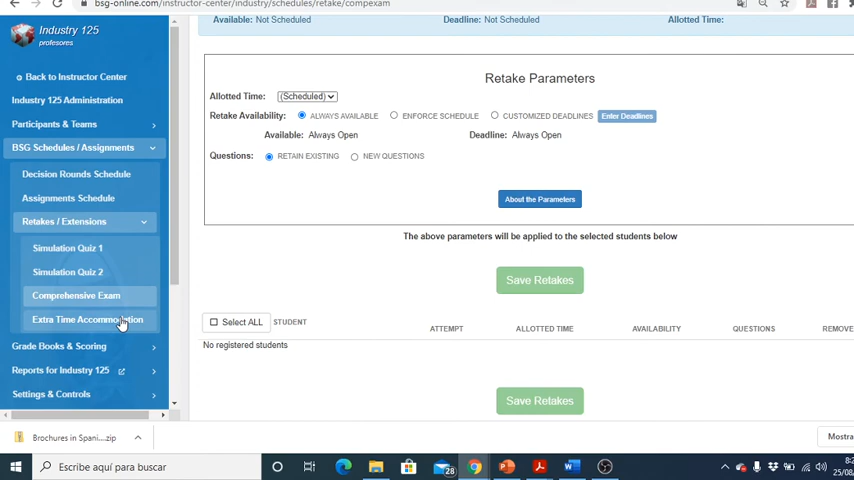 bsg-online.com/instructor-center/industry/schedules/retake/compexam
Industry 125
profesores
Back to Instructor Center
Industry 125 Administration
Participants & Teams
BSG Schedules / Assignments
Decision Rounds Schedule
Assignments Schedule
Retakes / Extensions
Simulation Quiz 1
Simulation Quiz 2
Comprehensive Exam
Extra Time Accommodation
Grade Books & Scoring
Reports for Industry 125
Settings & Controls
Available: Not Scheduled Deadline: Not Scheduled Allotted Time:
Retake Parameters
Allotted Time: (Scheduled)
Retake Availability: ALWAYS AVAILABLE ENFORCE SCHEDULE CUSTOMIZED DEADLINES Enter Deadlines
Available: Always Open Deadline: Always Open
Questions: RETAIN EXISTING NEW QUESTIONS
About the Parameters
The above parameters will be applied to the selected students below
Save Retakes
Select ALL STUDENT ATTEMPT ALLOTTED TIME AVAILABILITY QUESTIONS REMOVE
No registered students
Save Retakes
Brochures in Spani....zip
Mostra
Escribe aquí para buscar
28
25/08/